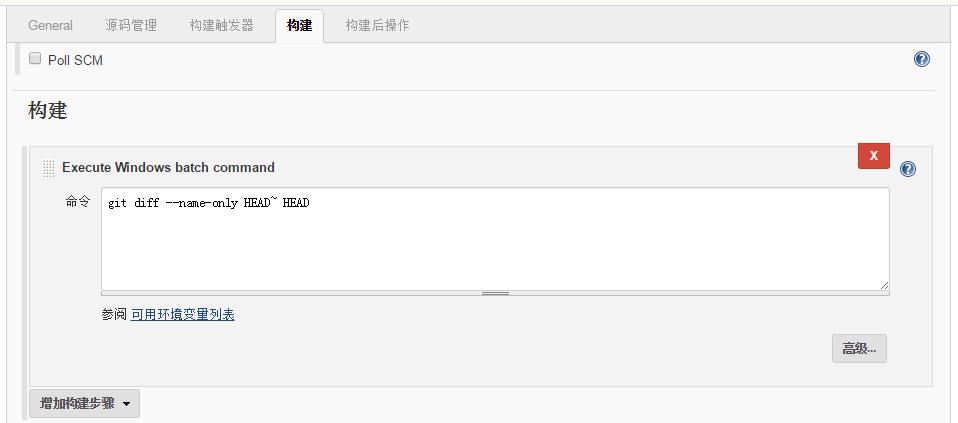 General 源码管理 构建触发器 构建 构建后操作
Poll SCM
?
构建
Execute Windows batch command
X
?
命令 git diff --name-only HEAD~ HEAD
参阅 可用环境变量列表
高级...
增加构建步骤